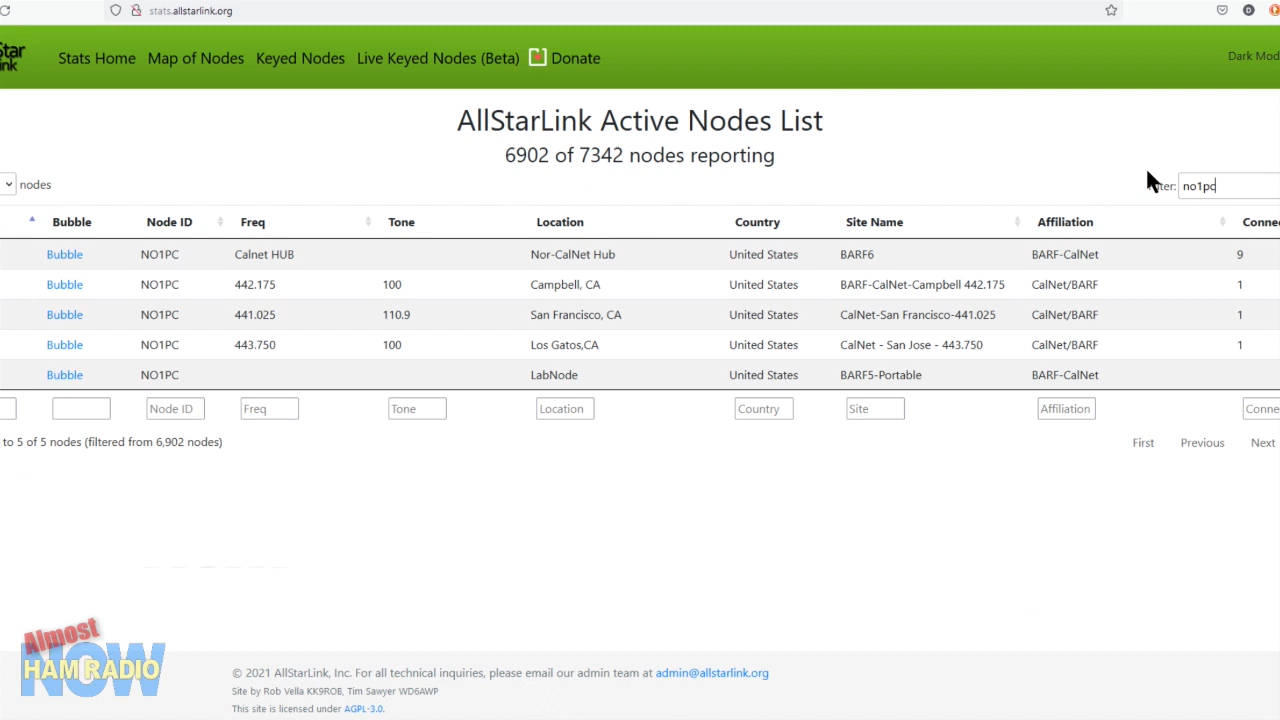 stats.allstarlink.org
Star
Link
Stats Home Map of Nodes Keyed Nodes Live Keyed Nodes (Beta) Donate
Dark Mod
AllStarLink Active Nodes List
6902 of 7342 nodes reporting
nodes
no1pc
Bubble Node ID Freq Tone Location Country Site Name Affiliation Connec
Bubble NO1PC Calnet HUB Nor-CalNet Hub United States BARF6 BARF-CalNet 9
Bubble NO1PC 442.175 100 Campbell, CA United States BARF-CalNet-Campbell 442.175 CalNet/BARF 1
Bubble NO1PC 441.025 110.9 San Francisco, CA United States CalNet-San Francisco-441.025 CalNet/BARF 1
Bubble NO1PC 443.750 100 Los Gatos,CA United States CalNet - San Jose - 443.750 CalNet/BARF 1
Bubble NO1PC LabNode United States BARF5-Portable BARF-CalNet
Node ID Freq Tone Location Country Site Affiliation Conne
to 5 of 5 nodes (filtered from 6,902 nodes)
First Previous Next
Almost
NOW
HAM RADIO
© 2021 AllStarLink, Inc. For all technical inquiries, please email our admin team at admin@allstarlink.org
Site by Rob Vella KK9ROB, Tim Sawyer WD6AWP
This site is licensed under AGPL-3.0.